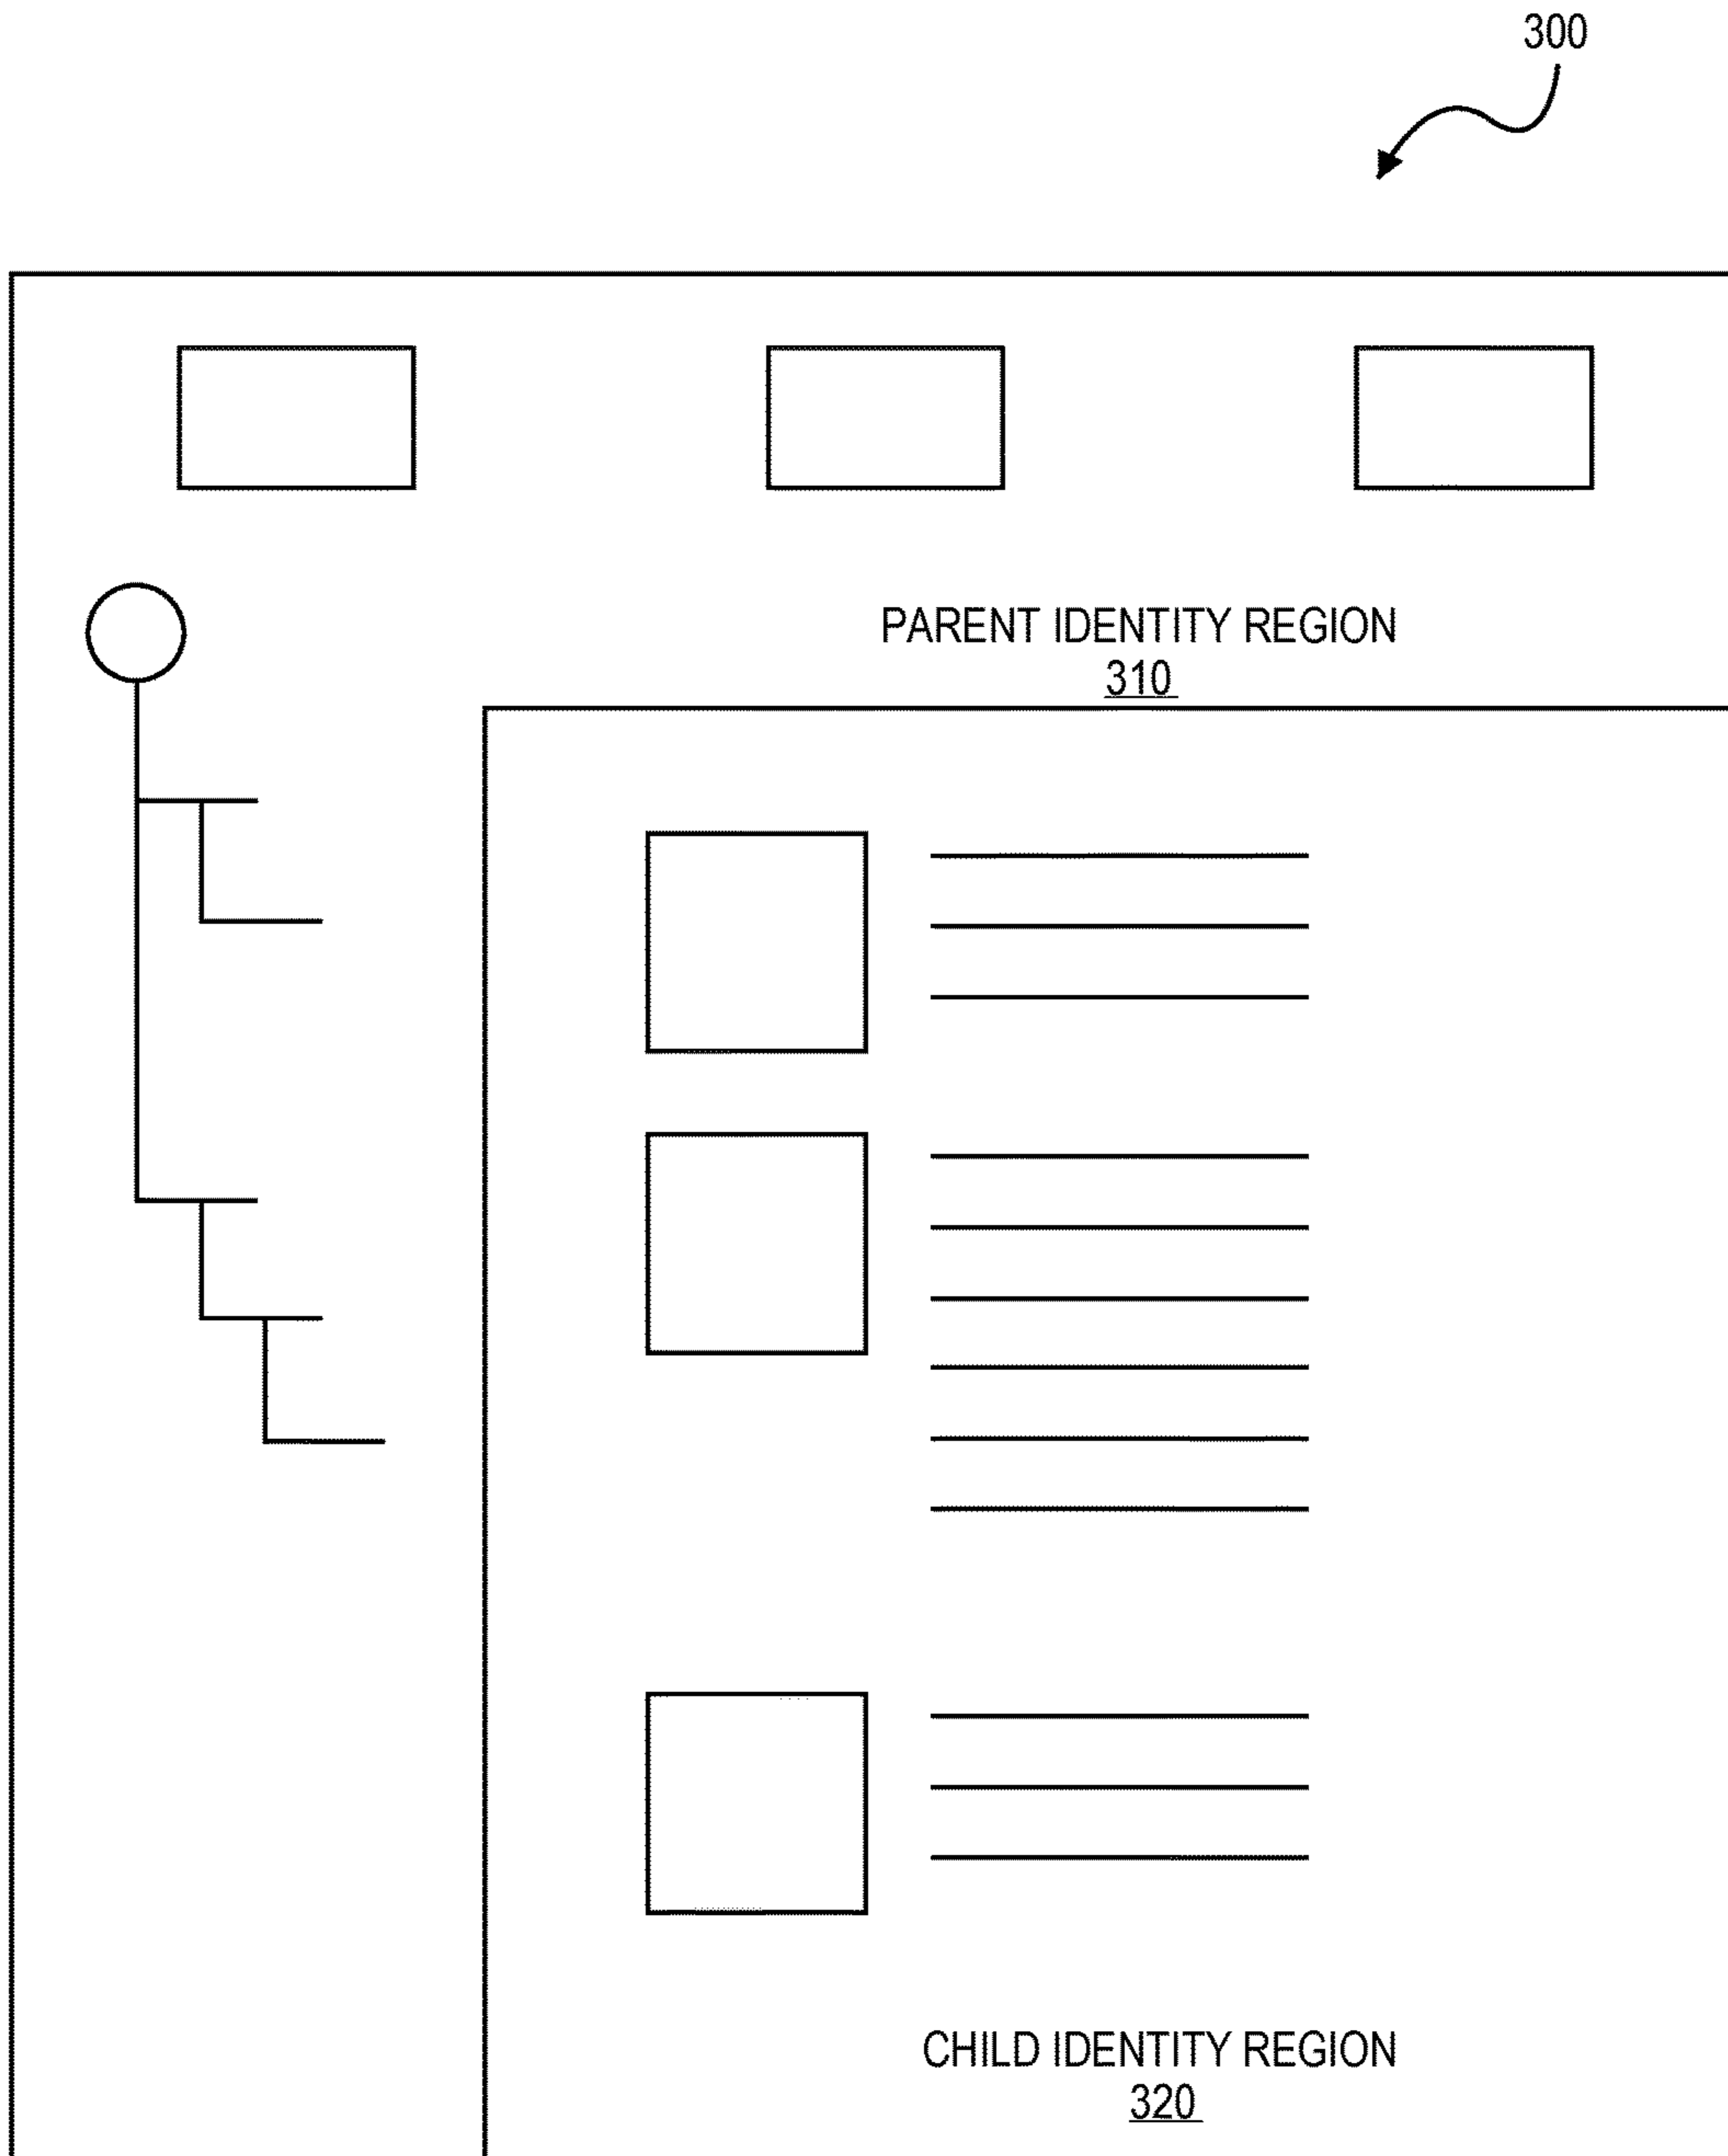 300
PARENT IDENTITY REGION
310
CHILD IDENTITY REGION
320